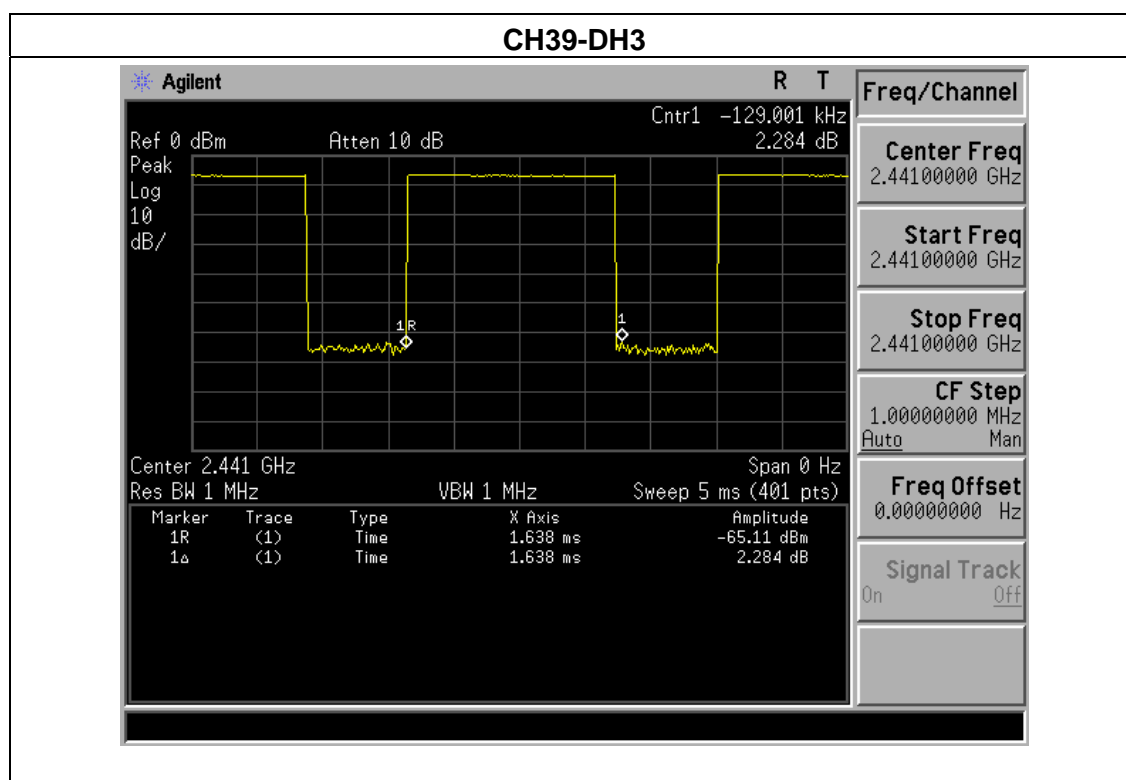 CH39-DH3
Agilent R T
Cntr1 -129.001 kHz
Ref 0 dBm Atten 10 dB 2.284 dB
Peak
Log
10
dB/
1R
1
Center 2.441 GHz Span 0 Hz
Res BW 1 MHz VBW 1 MHz Sweep 5 ms (401 pts)
Marker Trace Type X Axis Amplitude
1R (1) Time 1.638 ms -65.11 dBm
1△ (1) Time 1.638 ms 2.284 dB
Freq/Channel
Center Freq
2.44100000 GHz
Start Freq
2.44100000 GHz
Stop Freq
2.44100000 GHz
CF Step
1.00000000 MHz
Auto Man
Freq Offset
0.00000000 Hz
Signal Track
On Off